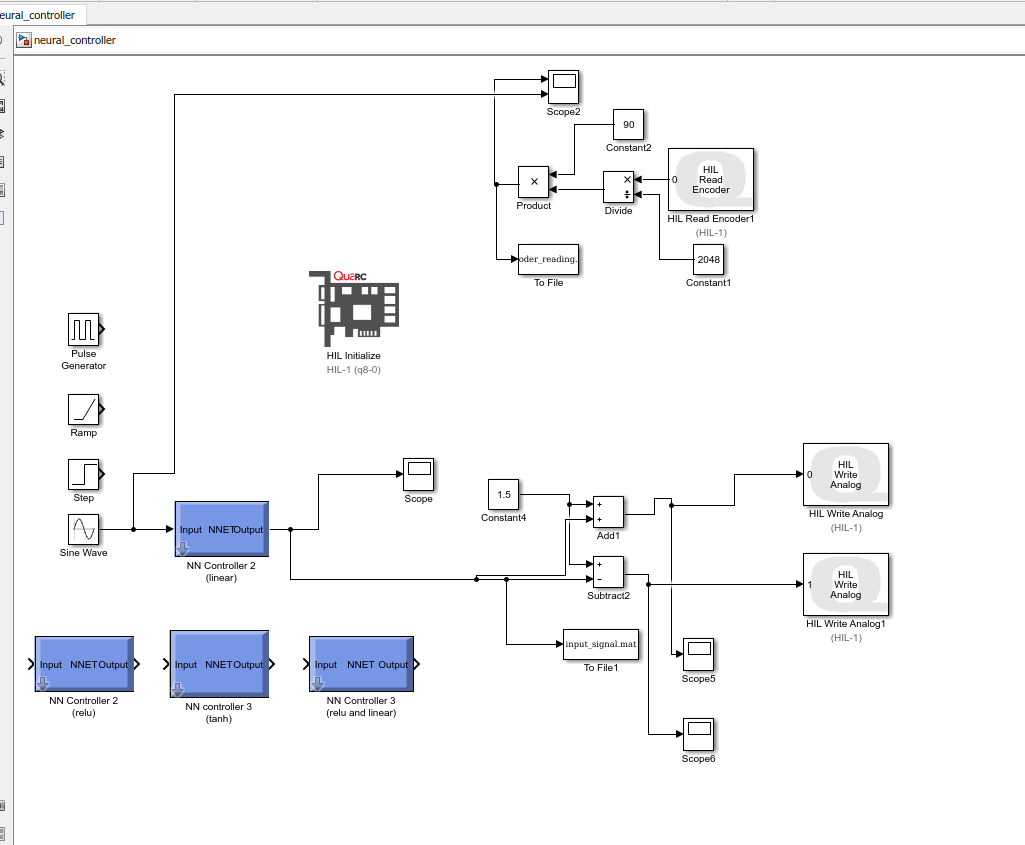 eural_controller
neural_controller
Scope2
90
Constant2
HIL
Read
Encoder
0
HIL Read Encoder1
(HIL-1)
×
Product
×
÷
Divide
oder_reading.
To File
2048
Constant1
QUARC
HIL Initialize
HIL-1 (q8-0)
Pulse
Generator
Ramp
Step
Sine Wave
Input NNETOutput
NN Controller 2
(linear)
Scope
1.5
Constant4
+
+
Add1
+
−
Subtract2
0
HIL
Write
Analog
HIL Write Analog
(HIL-1)
1
HIL
Write
Analog
HIL Write Analog1
(HIL-1)
input_signal.mat
To File1
Scope5
Scope6
Input NNETOutput
NN Controller 2
(relu)
Input NNETOutput
NN controller 3
(tanh)
Input NNET Output
NN Controller 3
(relu and linear)